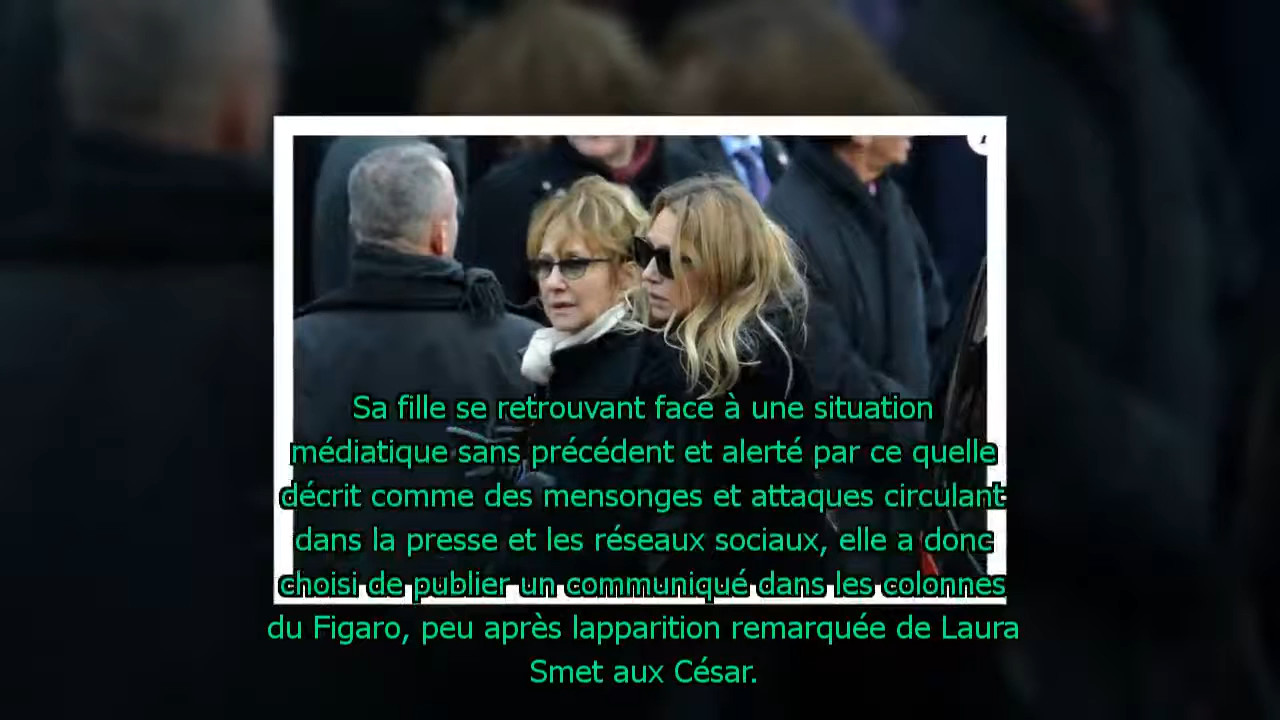 Sa fille se retrouvant face à une situation
médiatique sans précédent et alerté par ce quelle
décrit comme des mensonges et attaques circulant
dans la presse et les réseaux sociaux, elle a donc
choisi de publier un communiqué dans les colonnes
du Figaro, peu après lapparition remarquée de Laura
Smet aux César.